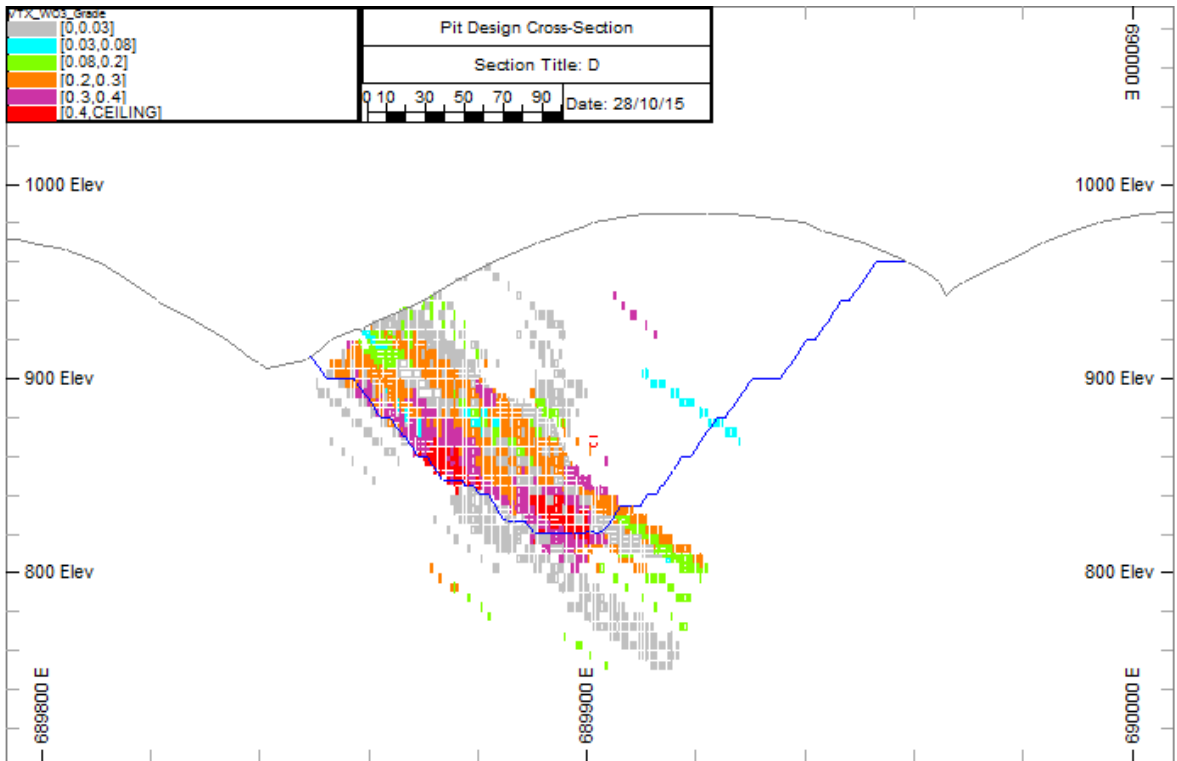 VTX_WO3_Grade
[0,0.03]
[0.03,0.08]
[0.08,0.2]
[0.2,0.3]
[0.3,0.4]
[0.4,CEILING]
Pit Design Cross-Section
Section Title: D
0 10 30 50 70 90
Date: 28/10/15
690000 E
1000 Elev
1000 Elev
900 Elev
900 Elev
800 Elev
800 Elev
689800 E
689900 E
690000 E